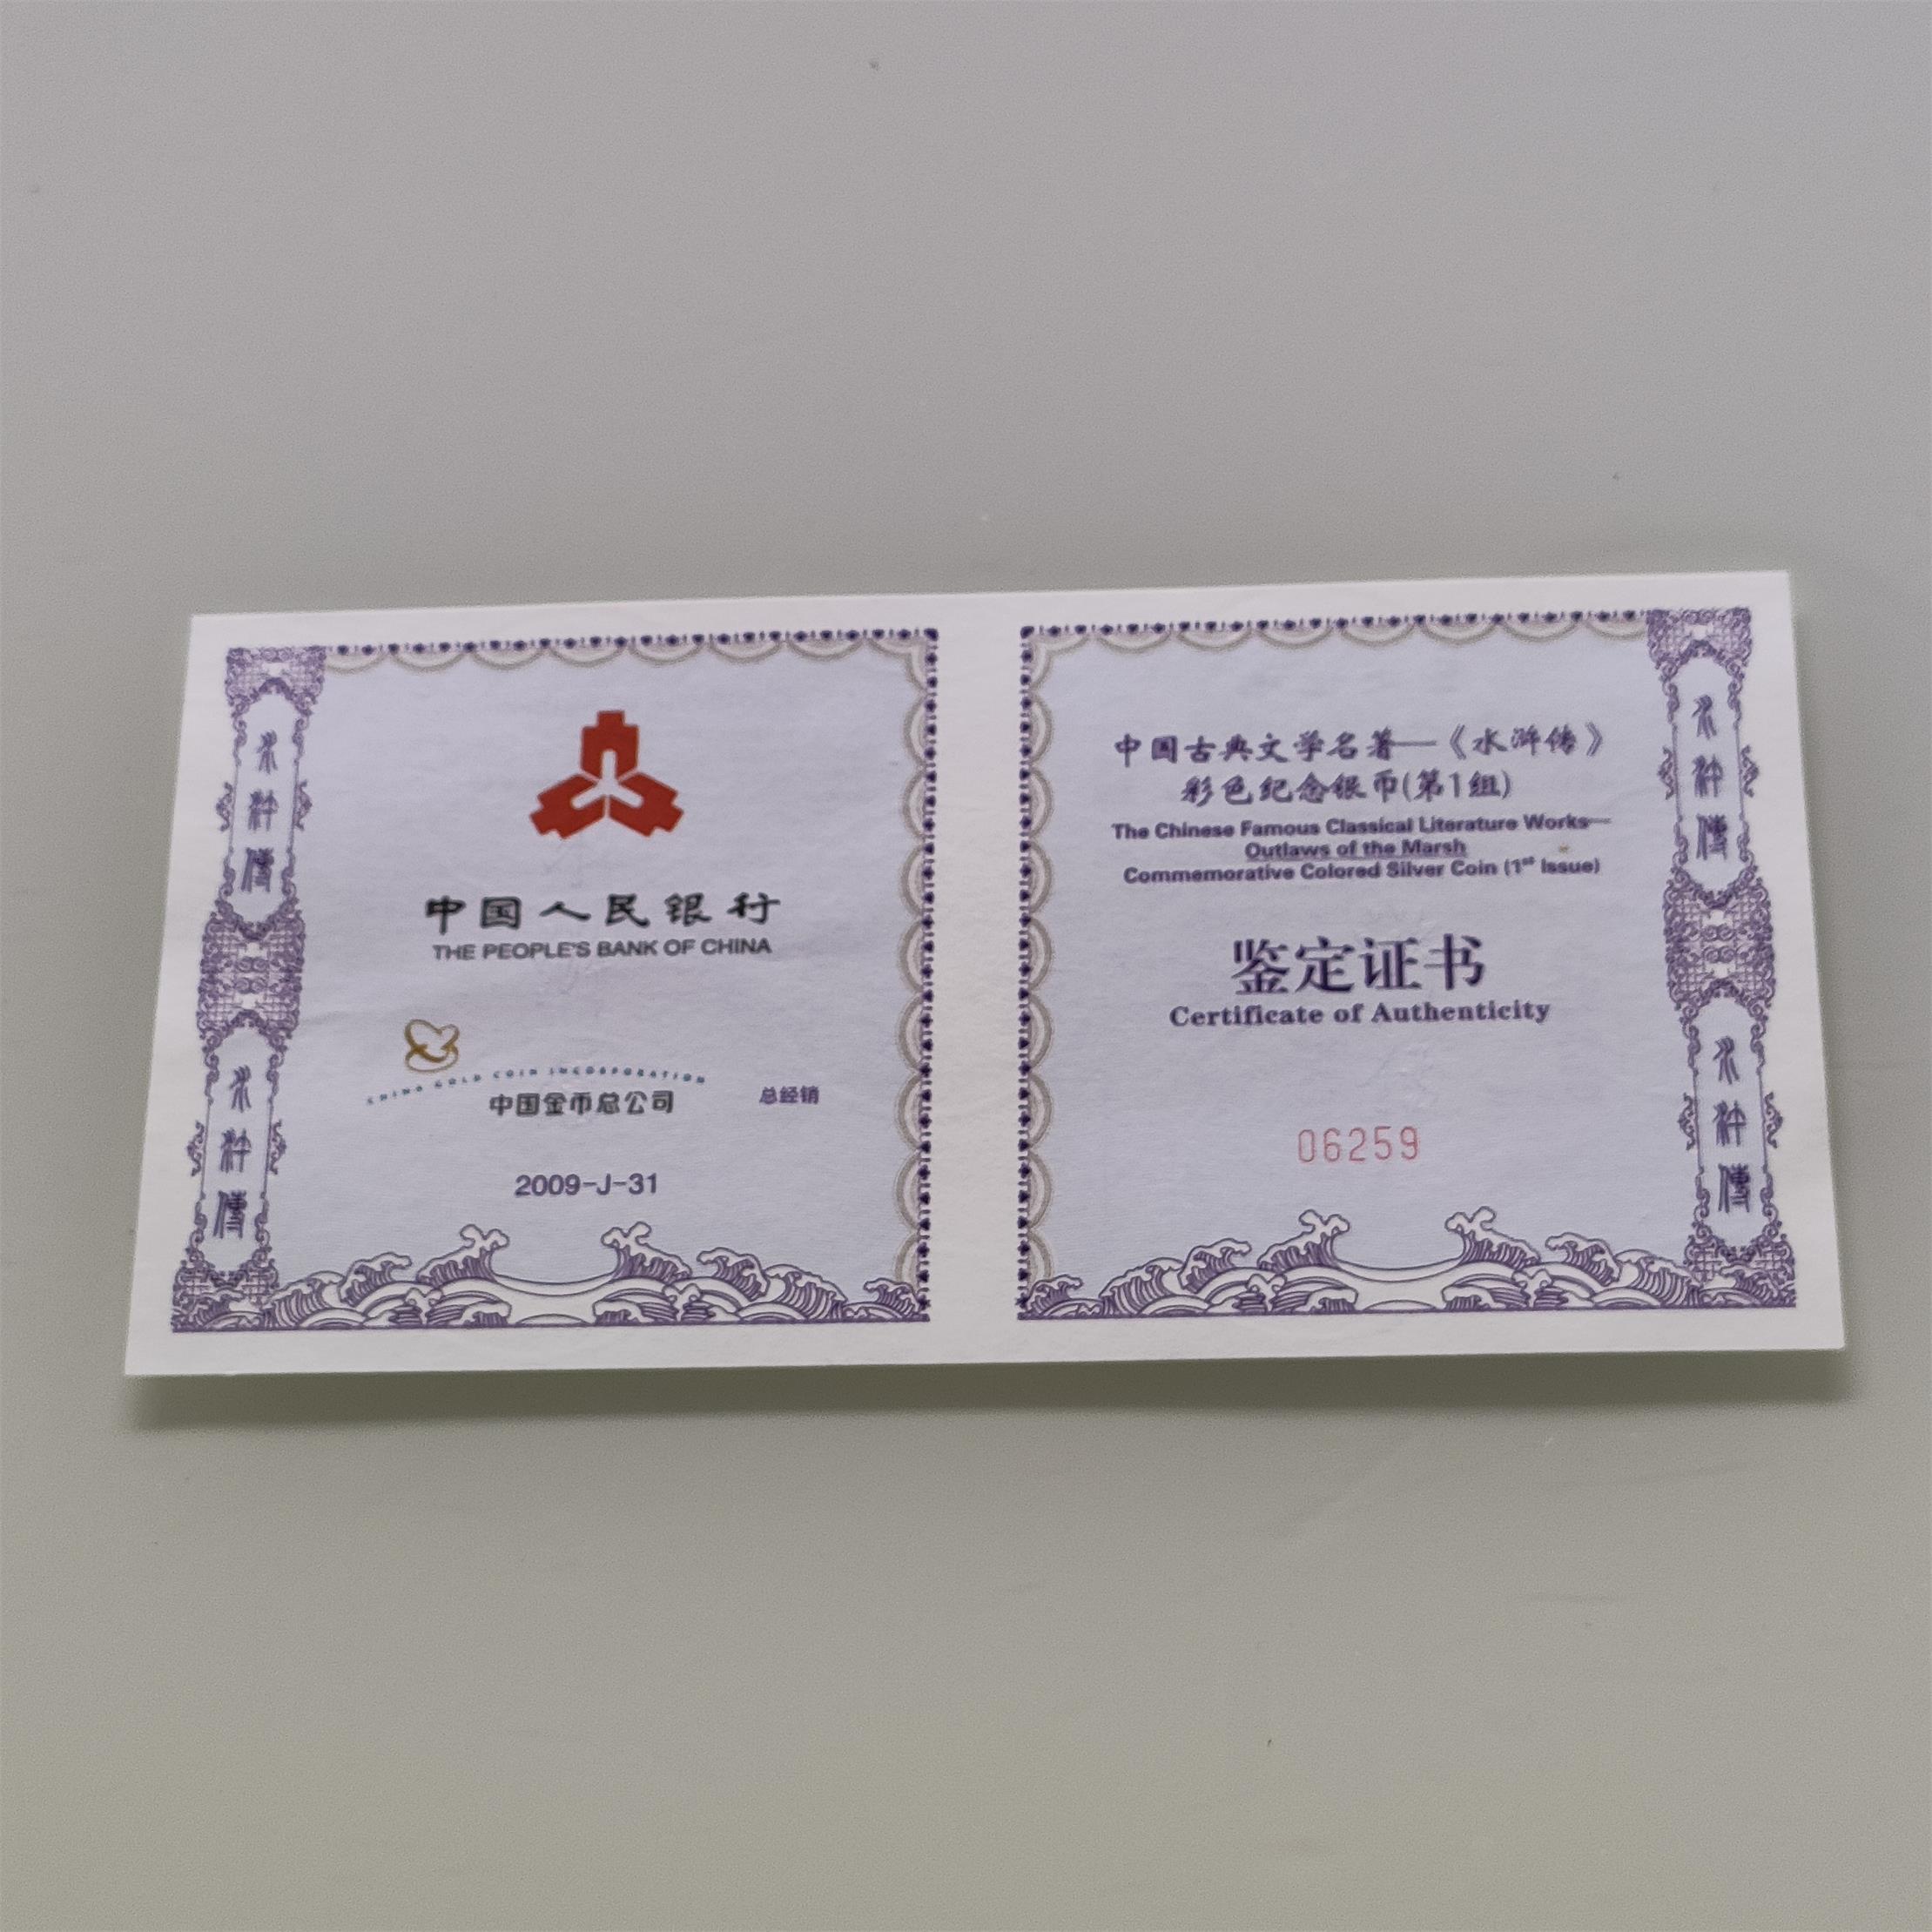 水
浒
傳
水
浒
傳
中国人民银行
THE PEOPLE'S BANK OF CHINA
CHINA GOLD COIN INCORPORATION
中国金币总公司 总经销
2009-J-31
中国古典文学名著—《水浒传》
彩色纪念银币(第1组)
The Chinese Famous Classical Literature Works—
Outlaws of the Marsh
Commemorative Colored Silver Coin (1st Issue)
鉴定证书
Certificate of Authenticity
06259
水
浒
傳
水
浒
傳